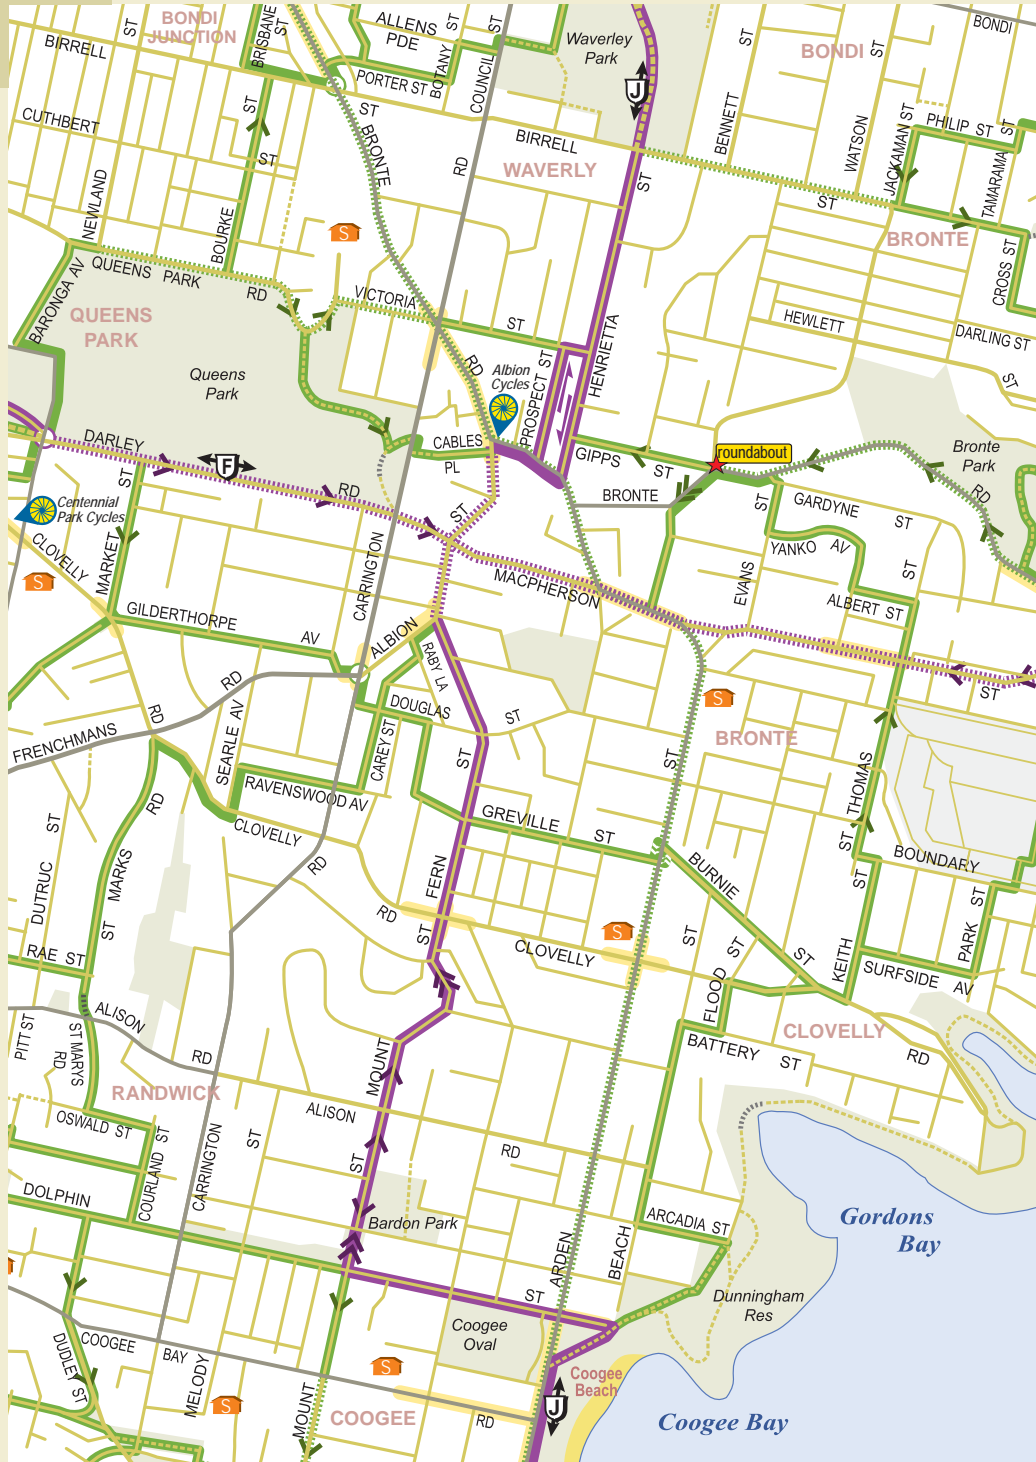 BONDI
JUNCTION
ST
BIRRELL
BRISBANE
ST
ALLENS
PDE
ST
BOTANY
ST
COUNCIL
Waverley
Park
J
ST
BONDI
ST
BONDI
PORTER ST
ST
CUTHBERT
ST
ST
BRONTE
BIRRELL
WAVERLY
RD
ST
BENNETT
WATSON
JACKAMAN ST
PHILIP ST
ST
TAMARAMA
ST
BRONTE
NEWLAND
BOURKE
S
CROSS ST
BARONGA AV
QUEENS PARK
RD
VICTORIA
ST
QUEENS
PARK
Queens
Park
RD
Albion
Cycles
PROSPECT ST
HENRIETTA
HEWLETT
DARLING ST
ST
DARLEY
ST
F
RD
CABLES
PL
GIPPS
ST
roundabout
Bronte
Park
RD
BRONTE
ST
GARDYNE
ST
Centennial
Park Cycles
ST
CLOVELLY
MARKET
S
CARRINGTON
MACPHERSON
YANKO AV
EVANS
ST
ALBERT ST
GILDERTHORPE
AV
ALBION
RABY LA
RD
ST
S
BRONTE
FRENCHMANS
RD
SEARLE AV
DOUGLAS
ST
CAREY ST
ST
ST
RAVENSWOOD AV
THOMAS
ST
RD
CLOVELLY
GREVILLE
ST
BURNIE
BOUNDARY
ST
DUTRUC
MARKS
ST
RD
FERN
ST
RD
ST
ST
PARK
S
CLOVELLY
ST
ST
ST
KEITH
SURFSIDE AV
RAE ST
FLOOD
CLOVELLY
RD
PITT ST
ST MARYS
RD
ALISON
RD
MOUNT
BATTERY
ST
RANDWICK
ALISON
RD
OSWALD ST
ST
COURLAND
ST
CARRINGTON
ST
DOLPHIN
Bardon Park
ARCADIA ST
ARDEN
BEACH
Gordons
Bay
ST
Dunningham
Res
Coogee
Oval
COOGEE
BAY
DUDLEY ST
MELODY
S
S
MOUNT
COOGEE
RD
Coogee
Beach
J
Coogee Bay